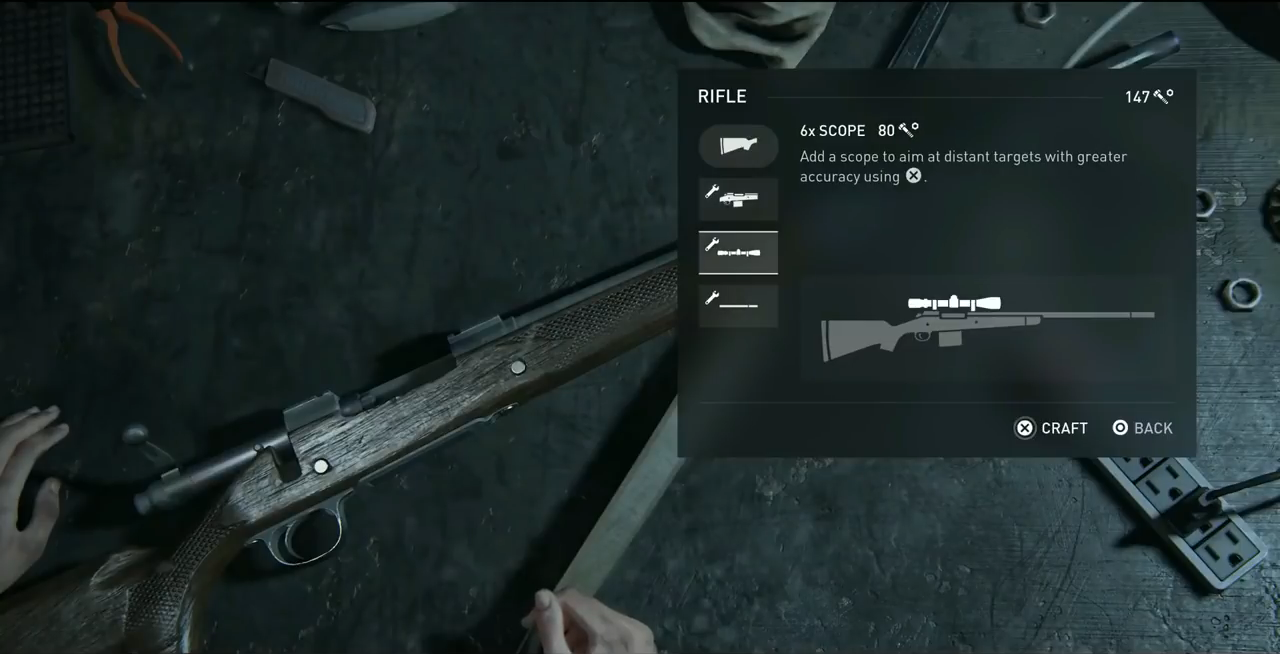 RIFLE
147
6x SCOPE 80
Add a scope to aim at distant targets with greater
accuracy using .
CRAFT
BACK